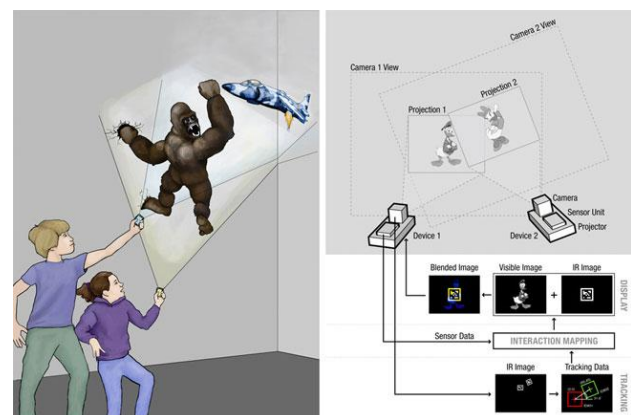 Camera 2 View
Camera 1 View
Projection 2
Projection 1
Camera
Sensor Unit
Projector
Device 1
Device 2
Blended Image
Visible Image
IR Image
+
DISPLAY
Sensor Data
INTERACTION MAPPING
IR Image
Tracking Data
TRACKING